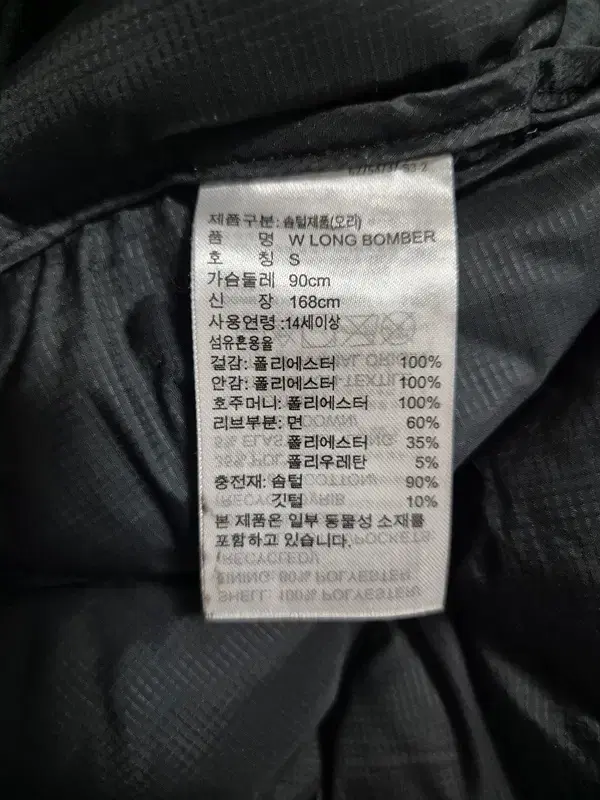 제품구분: 솜털제품(오리)
품 명 W LONG BOMBER
호 칭 S
가슴둘레 90cm
신 장 168cm
사용연령 :14세이상
섬유혼용율
겉감: 폴리에스터 100%
안감: 폴리에스터 100%
호주머니: 폴리에스터 100%
리브부분: 면 60%
폴리에스터 35%
폴리우레탄 5%
충전재: 솜털 90%
깃털 10%
본 제품은 일부 동물성 소재를
포함하고 있습니다.